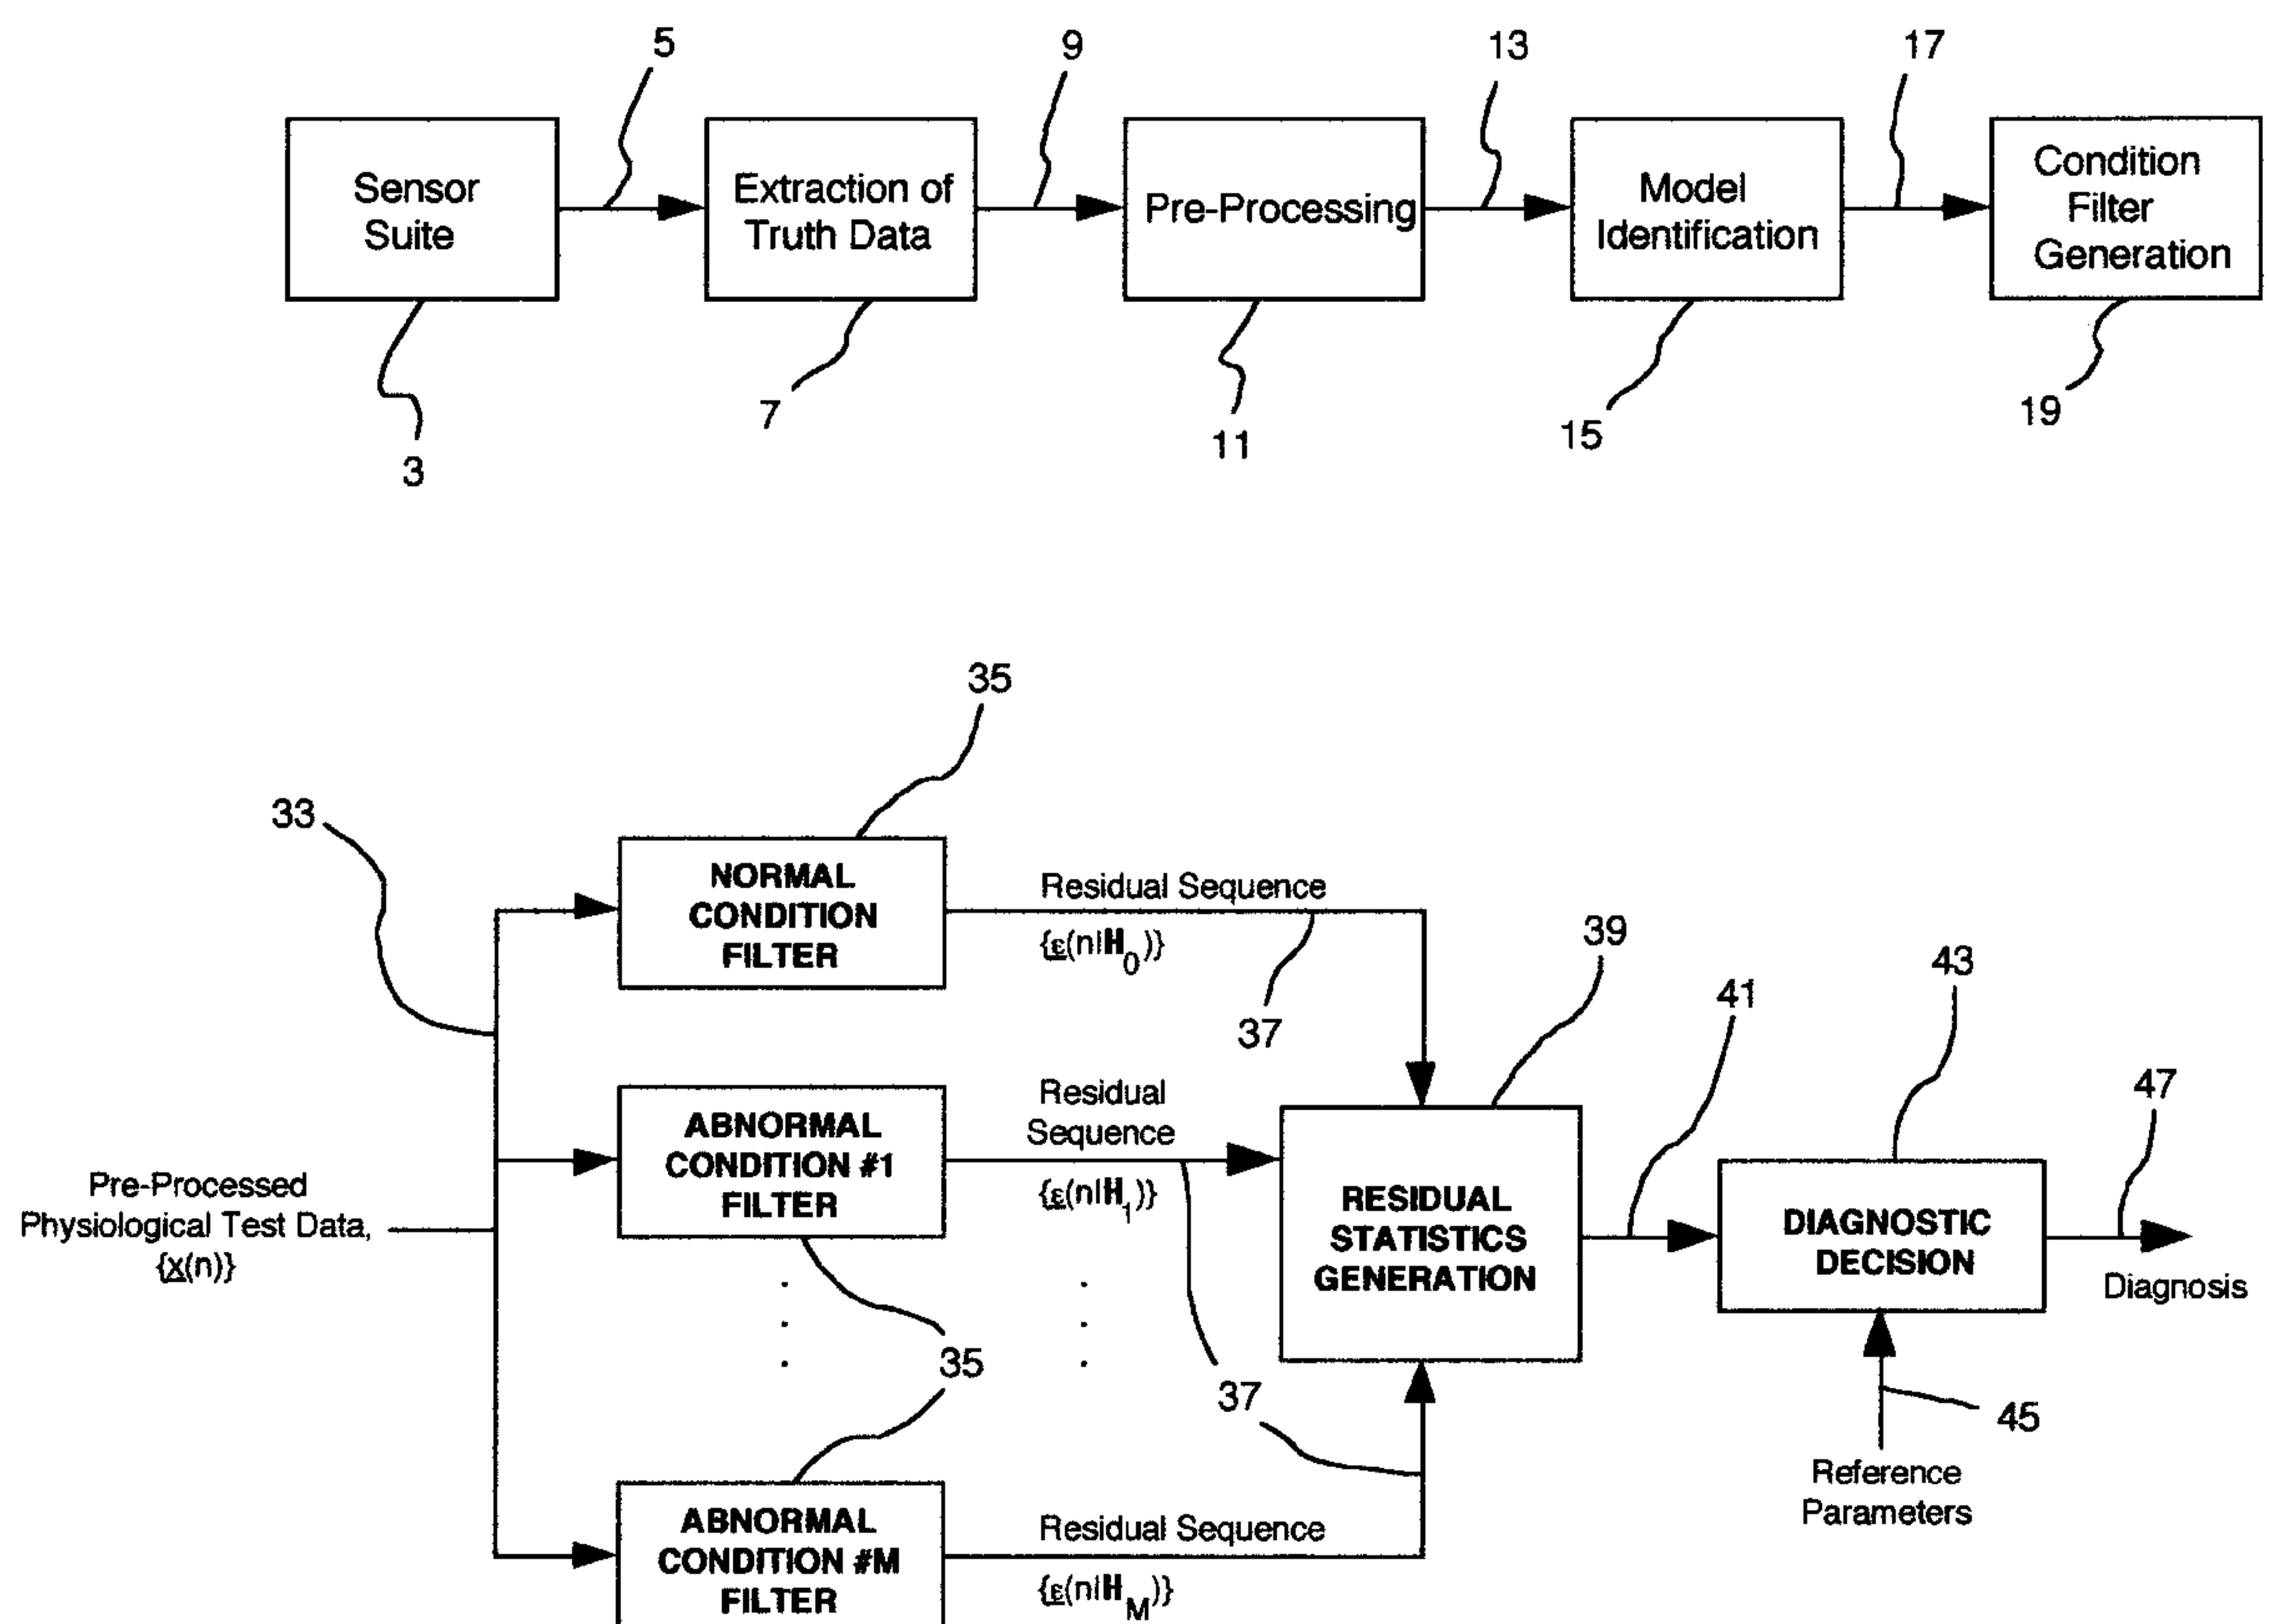 5
9
13
17
Sensor
Suite
Extraction of
Truth Data
Pre-Processing
Model
Identification
Condition
Filter
Generation
3
7
11
15
19
35
33
NORMAL
CONDITION
FILTER
Residual Sequence
{ε(n|H0)}
37
39
41
43
47
ABNORMAL
CONDITION #1
FILTER
Residual
Sequence
{ε(n|H1)}
Pre-Processed
Physiological Test Data,
{x(n)}
RESIDUAL
STATISTICS
GENERATION
DIAGNOSTIC
DECISION
Diagnosis
35
37
45
Reference
Parameters
ABNORMAL
CONDITION #M
FILTER
Residual Sequence
{ε(n|HM)}